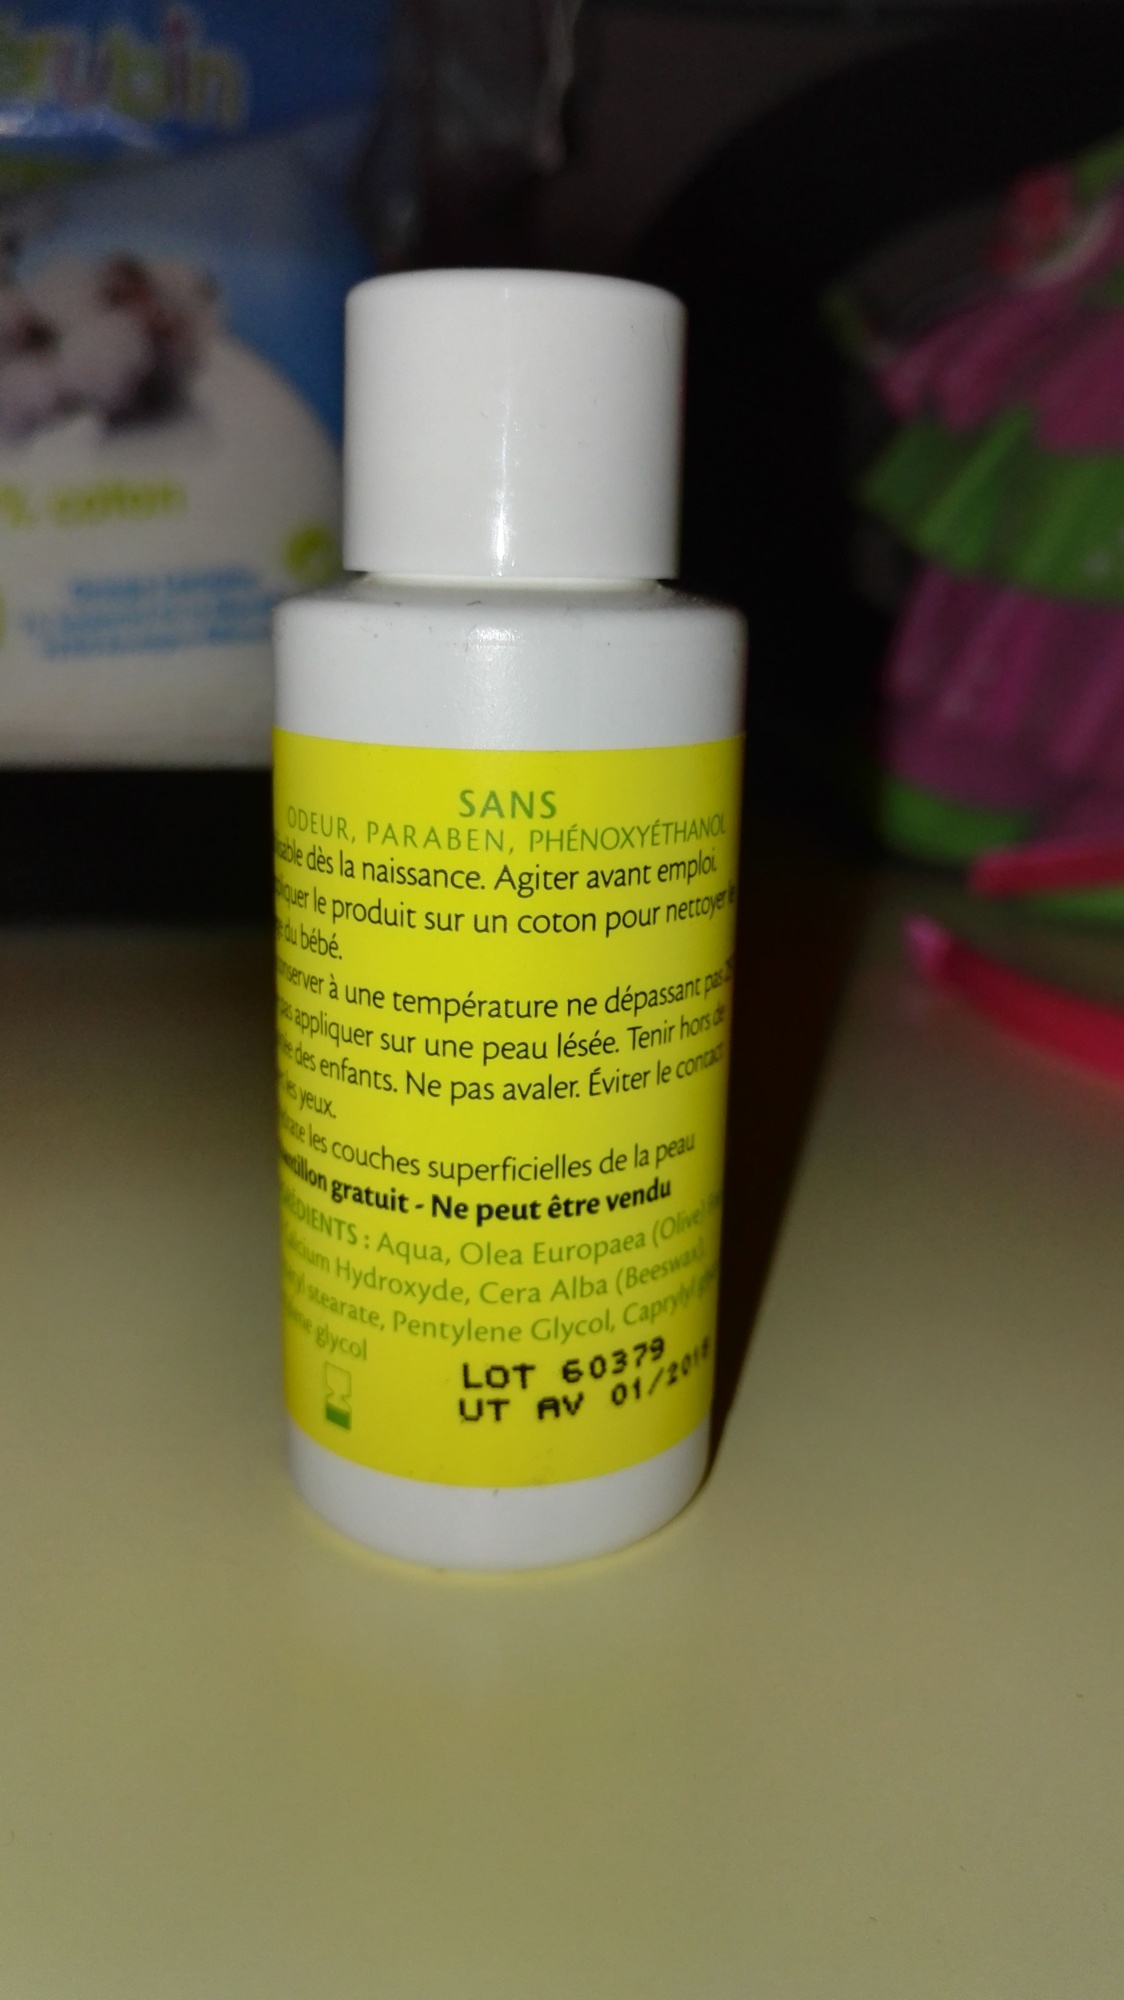 % coton
SANS
ODEUR, PARABEN, PHÉNOXYÉTHANOL
dès la naissance. Agiter avant emploi.
le produit sur un coton pour nettoyer
du bébé.
à une température ne dépassant pas
pas appliquer sur une peau lésée. Tenir hors de
des enfants. Ne pas avaler. Éviter le contact
les yeux.
les couches superficielles de la peau
gratuit - Ne peut être vendu
: Aqua, Olea Europaea (Olive)
Hydroxyde, Cera Alba (Beeswax),
stearate, Pentylene Glycol, Caprylyl
glycol
LOT 60379
UT AV